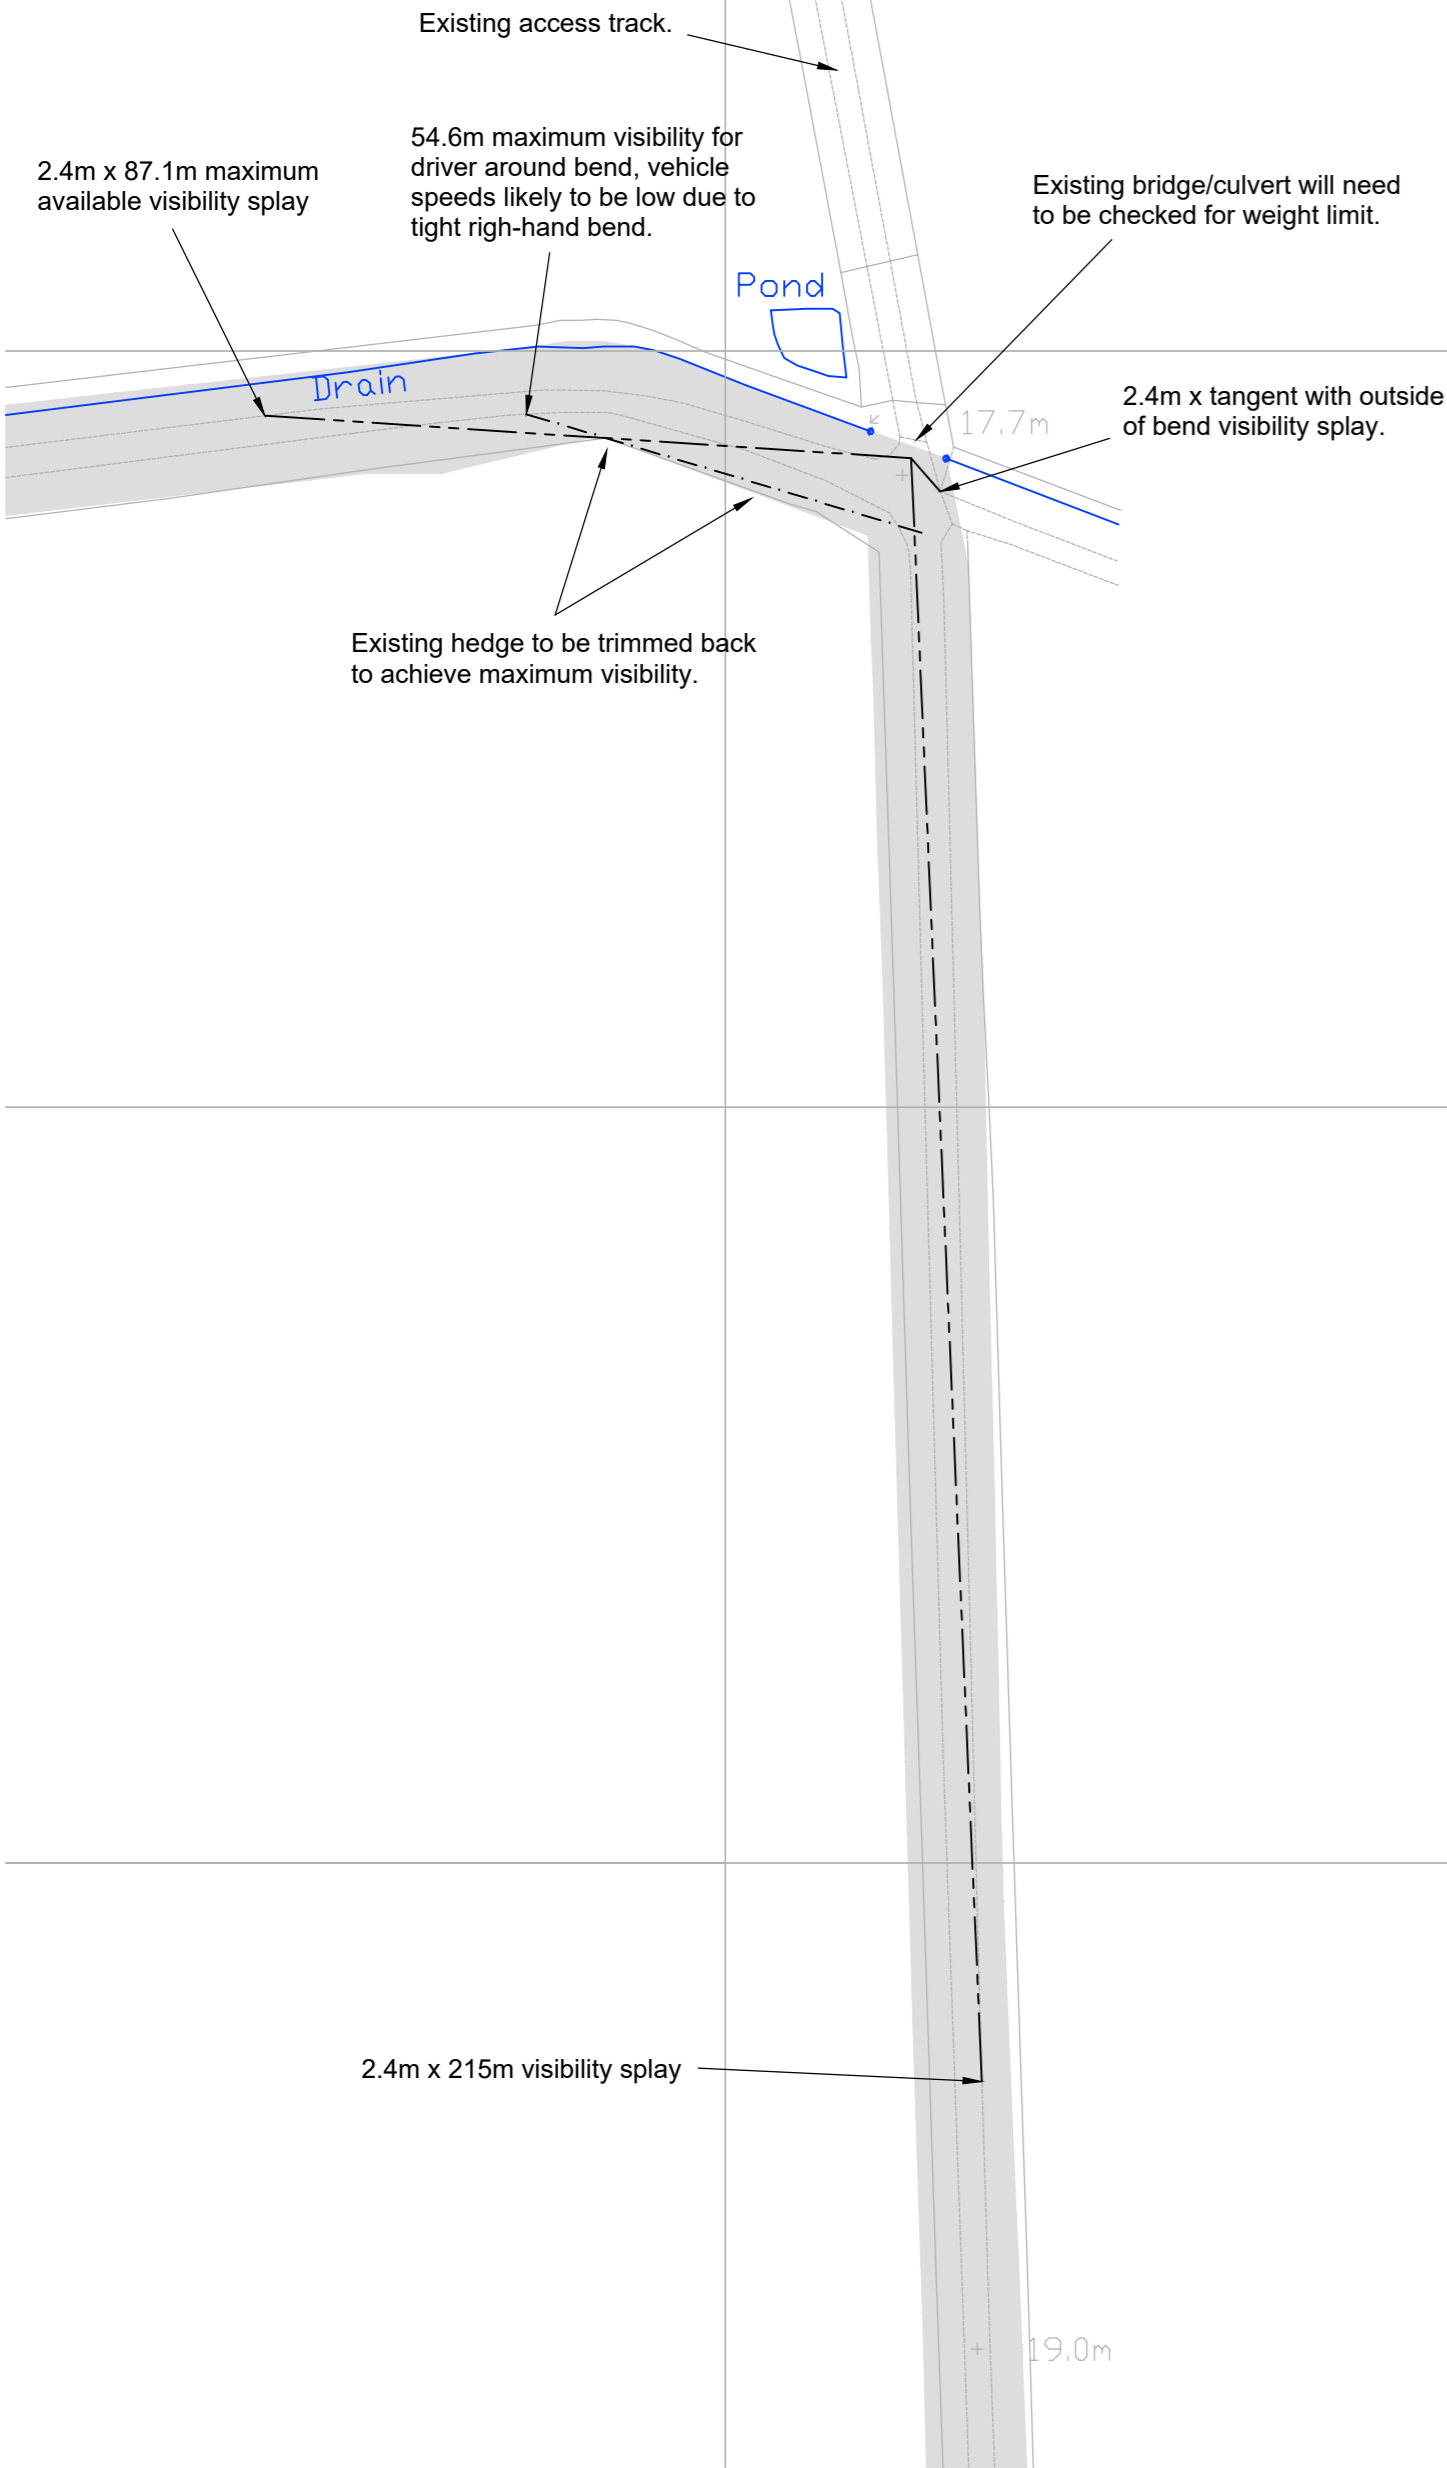 Existing access track.
54.6m maximum visibility for
driver around bend, vehicle
speeds likely to be low due to
tight righ-hand bend.
2.4m x 87.1m maximum
available visibility splay
Existing bridge/culvert will need
to be checked for weight limit.
Pond
Drain
2.4m x tangent with outside
of bend visibility splay.
17.7m
Existing hedge to be trimmed back
to achieve maximum visibility.
2.4m x 215m visibility splay
19.0m